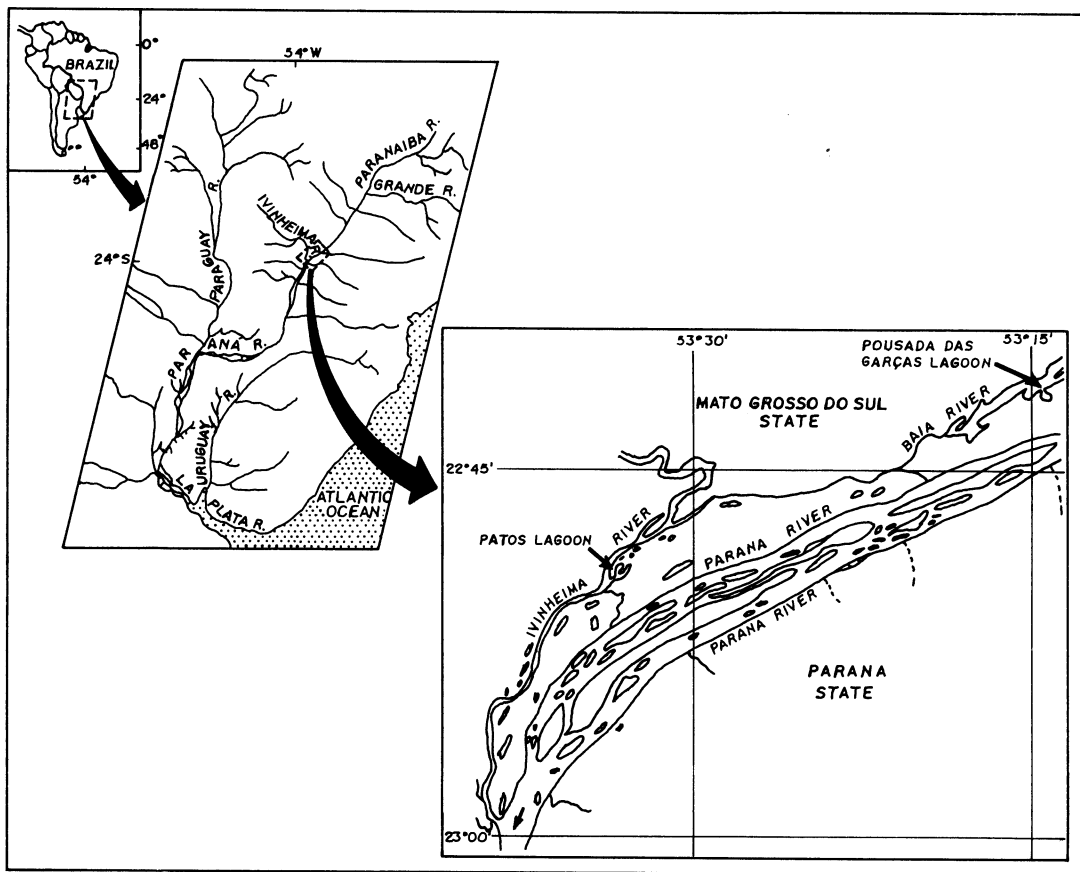 BRAZIL
0°
24°
48°
54°
54°W
24°S
PARANAIBA R.
GRANDE R.
IVINHEIMA R.
PARAGUAY R.
PARANÁ R.
URUGUAY R.
LA PLATA R.
ATLANTIC
OCEAN
53°30'
53°15'
22°45'
23°00'
POUSADA DAS
GARÇAS LAGOON
MATO GROSSO DO SUL
STATE
BAIA RIVER
IVINHEIMA RIVER
PATOS LAGOON
PARANA RIVER
PARANA RIVER
PARANA
STATE